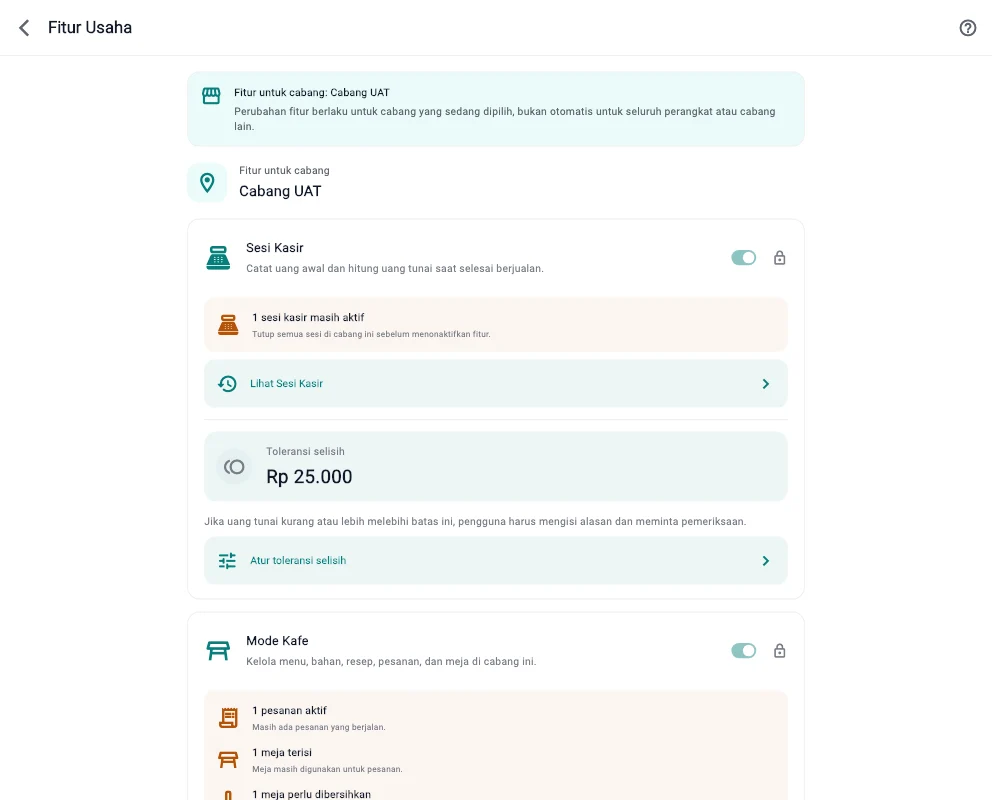 Fitur Usaha
Fitur untuk cabang: Cabang UAT
Perubahan fitur berlaku untuk cabang yang sedang dipilih, bukan otomatis untuk seluruh perangkat atau cabang
lain.
Fitur untuk cabang
Cabang UAT
Sesi Kasir
Catat uang awal dan hitung uang tunai saat selesai berjualan.
1 sesi kasir masih aktif
Tutup semua sesi di cabang ini sebelum menonaktifkan fitur.
Lihat Sesi Kasir
Toleransi selisih
Rp 25.000
Jika uang tunai kurang atau lebih melebihi batas ini, pengguna harus mengisi alasan dan meminta pemeriksaan.
Atur toleransi selisih
Mode Kafe
Kelola menu, bahan, resep, pesanan, dan meja di cabang ini.
1 pesanan aktif
Masih ada pesanan yang berjalan.
1 meja terisi
Meja masih digunakan untuk pesanan.
1 meja perlu dibersihkan